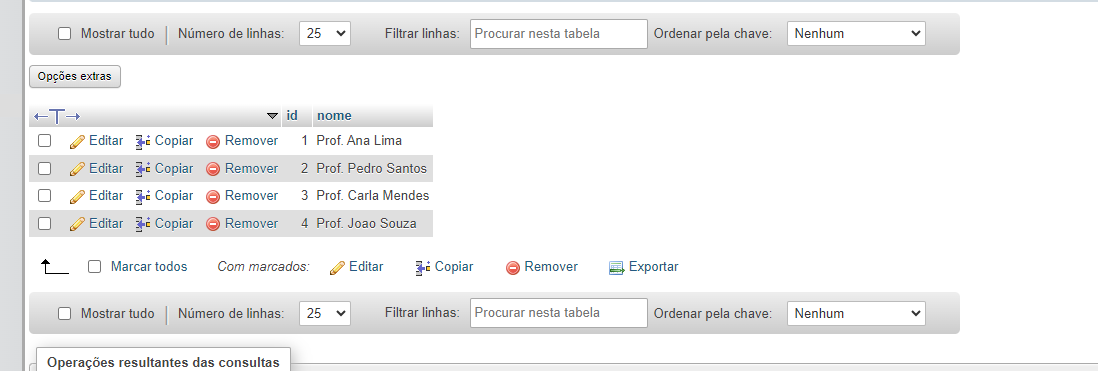 Mostrar tudo Número de linhas: 25 Filtrar linhas: Procurar nesta tabela Ordenar pela chave: Nenhum
Opções extras
id nome
Editar Copiar Remover 1 Prof. Ana Lima
Editar Copiar Remover 2 Prof. Pedro Santos
Editar Copiar Remover 3 Prof. Carla Mendes
Editar Copiar Remover 4 Prof. Joao Souza
Marcar todos Com marcados: Editar Copiar Remover Exportar
Mostrar tudo Número de linhas: 25 Filtrar linhas: Procurar nesta tabela Ordenar pela chave: Nenhum
Operações resultantes das consultas